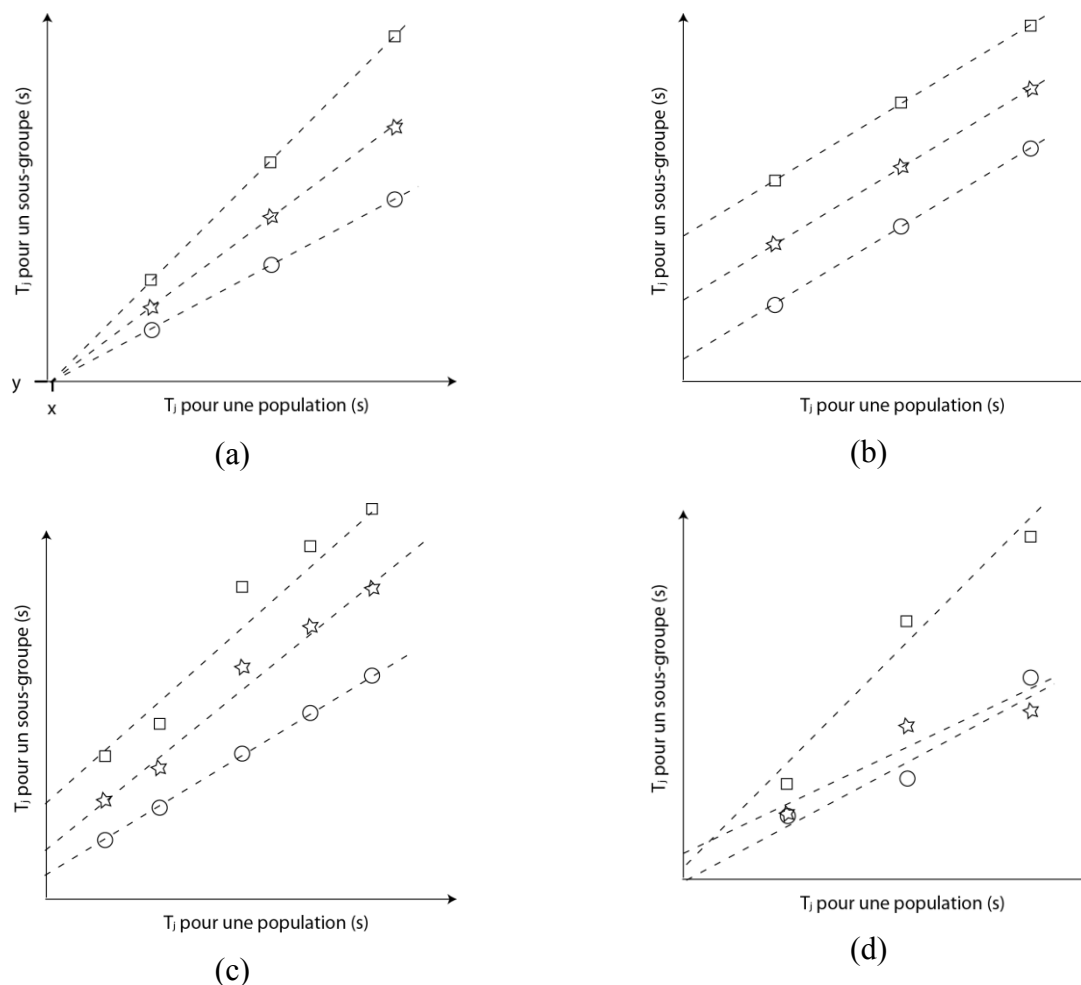 Tⱼ pour un sous-groupe (s)
y
x
Tⱼ pour une population (s)
(a)
Tⱼ pour un sous-groupe (s)
Tⱼ pour une population (s)
(b)
Tⱼ pour un sous-groupe (s)
Tⱼ pour une population (s)
(c)
Tⱼ pour un sous-groupe (s)
Tⱼ pour une population (s)
(d)